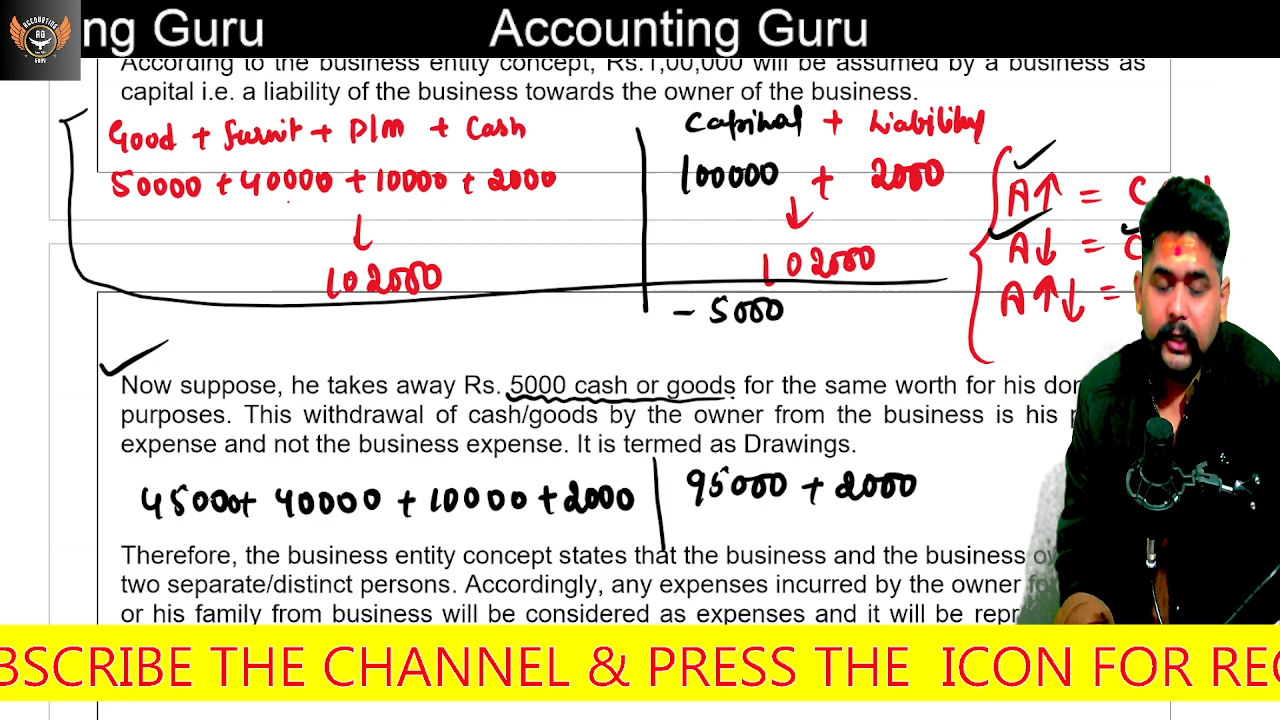 ng Guru Accounting Guru
ACCOUNTING
AG
GURU
According to the business entity concept, Rs.1,00,000 will be assumed by a business as
capital i.e. a liability of the business towards the owner of the business.
Good + Furnit + P/M + Cash
Capital + Liability
50000 + 40000 + 10000 + 2000
100000 + 2000
A↑ = C
↓ ↓
A↓ = C
102000
102000
A↑↓ =
- 5000
Now suppose, he takes away Rs. 5000 cash or goods for the same worth for his
purposes. This withdrawal of cash/goods by the owner from the business is his
expense and not the business expense. It is termed as Drawings.
45000+ 40000 + 10000 + 2000
95000 + 2000
Therefore, the business entity concept states that the business and the business
two separate/distinct persons. Accordingly, any expenses incurred by the owner
or his family from business will be considered as expenses and it will be
BSCRIBE THE CHANNEL & PRESS THE ICON FOR REC